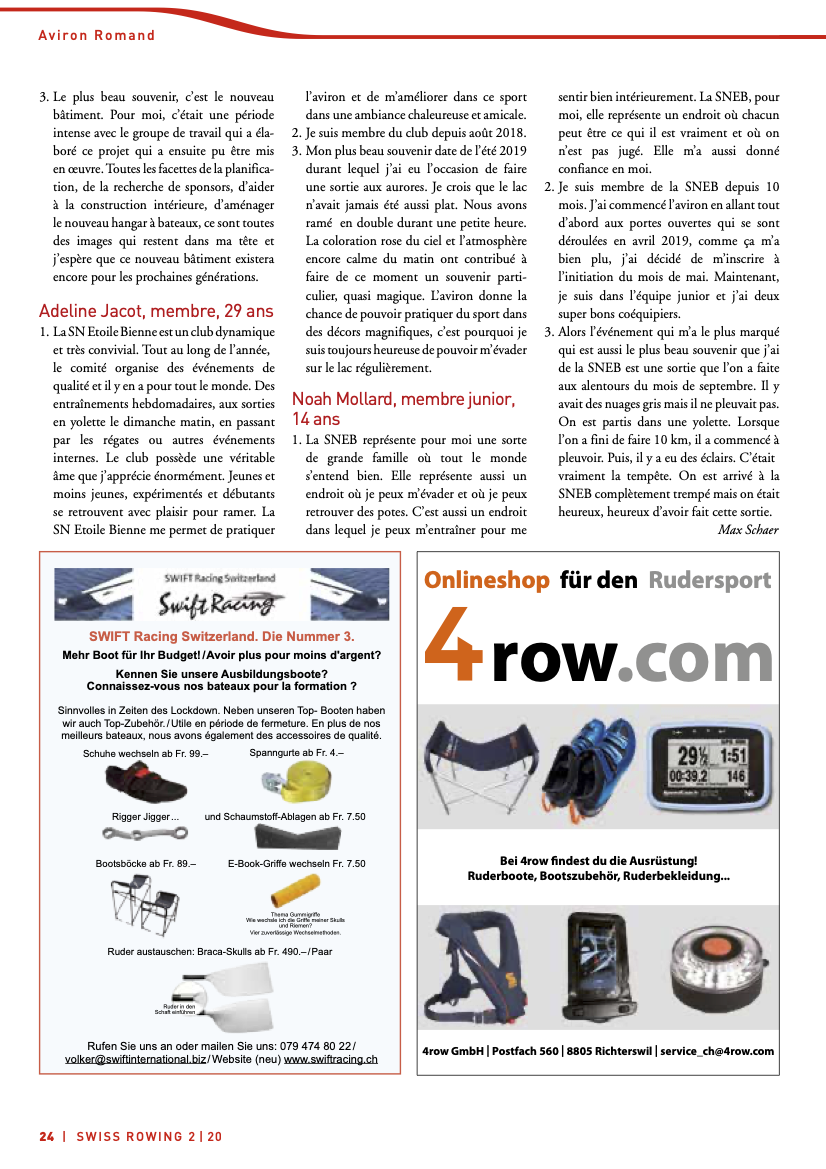 Aviron Romand
3. Le plus beau souvenir, c'est le nouveau
bâtiment. Pour moi, c'était une période
intense avec le groupe de travail qui a éla-
boré ce projet qui a ensuite pu être mis
en œuvre. Toutes les facettes de la planifica-
tion, de la recherche de sponsors, d'aider
à la construction intérieure, d'aménager
le nouveau hangar à bateaux, ce sont toutes
des images qui restent dans ma tête et
j'espère que ce nouveau bâtiment existera
encore pour les prochaines générations.
Adeline Jacot, membre, 29 ans
1. La SN Etoile Bienne est un club dynamique
et très convivial. Tout au long de l'année,
le comité organise des événements de
qualité et il y en a pour tout le monde. Des
entraînements hebdomadaires, aux sorties
en yolette le dimanche matin, en passant
par les régates ou autres événements
internes. Le club possède une véritable
âme que j'apprécie énormément. Jeunes et
moins jeunes, expérimentés et débutants
se retrouvent avec plaisir pour ramer. La
SN Etoile Bienne me permet de pratiquer
l'aviron et de m'améliorer dans ce sport
dans une ambiance chaleureuse et amicale.
2. Je suis membre du club depuis août 2018.
3. Mon plus beau souvenir date de l'été 2019
durant lequel j'ai eu l'occasion de faire
une sortie aux aurores. Je crois que le lac
n'avait jamais été aussi plat. Nous avons
ramé en double durant une petite heure.
La coloration rose du ciel et l'atmosphère
encore calme du matin ont contribué à
faire de ce moment un souvenir parti-
culier, quasi magique. L'aviron donne la
chance de pouvoir pratiquer du sport dans
des décors magnifiques, c'est pourquoi je
suis toujours heureuse de pouvoir m'évader
sur le lac régulièrement.
Noah Mollard, membre junior,
14 ans
1. La SNEB représente pour moi une sorte
de grande famille où tout le monde
s'entend bien. Elle représente aussi un
endroit où je peux m'évader et où je peux
retrouver des potes. C'est aussi un endroit
dans lequel je peux m'entraîner pour me
sentir bien intérieurement. La SNEB, pour
moi, elle représente un endroit où chacun
peut être ce qui il est vraiment et où on
n'est pas jugé. Elle m'a aussi donné
confiance en moi.
2. Je suis membre de la SNEB depuis 10
mois. J'ai commencé l'aviron en allant tout
d'abord aux portes ouvertes qui se sont
déroulées en avril 2019, comme ça m'a
bien plu, j'ai décidé de m'inscrire à
l'initiation du mois de mai. Maintenant,
je suis dans l'équipe junior et j'ai deux
super bons coéquipiers.
3. Alors l'événement qui m'a le plus marqué
qui est aussi le plus beau souvenir que j'ai
de la SNEB est une sortie que l'on a faite
aux alentours du mois de septembre. Il y
avait des nuages gris mais il ne pleuvait pas.
On est partis dans une yolette. Lorsque
l'on a fini de faire 10 km, il a commencé à
pleuvoir. Puis, il y a eu des éclairs. C'était
vraiment la tempête. On est arrivé à la
SNEB complètement trempé mais on était
heureux, heureux d'avoir fait cette sortie.
Max Schaer
SWIFT Racing Switzerland
Swift Racing
SWIFT Racing Switzerland. Die Nummer 3.
Mehr Boot für Ihr Budget!/Avoir plus pour moins d'argent?
Kennen Sie unsere Ausbildungsboote?
Connaissez-vous nos bateaux pour la formation ?
Sinnvolles in Zeiten des Lockdown. Neben unseren Top- Booten haben
wir auch Top-Zubehör./Utile en période de fermeture. En plus de nos
meilleurs bateaux, nous avons également des accessoires de qualité.
Schuhe wechseln ab Fr. 99.– Spanngurte ab Fr. 4.–
Rigger Jigger... und Schaumstoff-Ablagen ab Fr. 7.50
Bootsböcke ab Fr. 89.– E-Book-Griffe wechseln Fr. 7.50
Thema Gummigriffe
Wie wechsle ich die Griffe meiner Skulls
und Riemen?
Vier zuverlässige Wechselmethoden.
Ruder austauschen: Braca-Skulls ab Fr. 490.–/Paar
Ruder in den
Schaft einführen
Rufen Sie uns an oder mailen Sie uns: 079 474 80 22/
volker@swiftinternational.biz/Website (neu) www.swiftracing.ch
Onlineshop für den Rudersport
4row.com
29½ 1:51
00:39.2 146
Bei 4row findest du die Ausrüstung!
Ruderboote, Bootszubehör, Ruderbekleidung...
4row GmbH | Postfach 560 | 8805 Richterswil | service_ch@4row.com
24 | SWISS ROWING 2 | 20